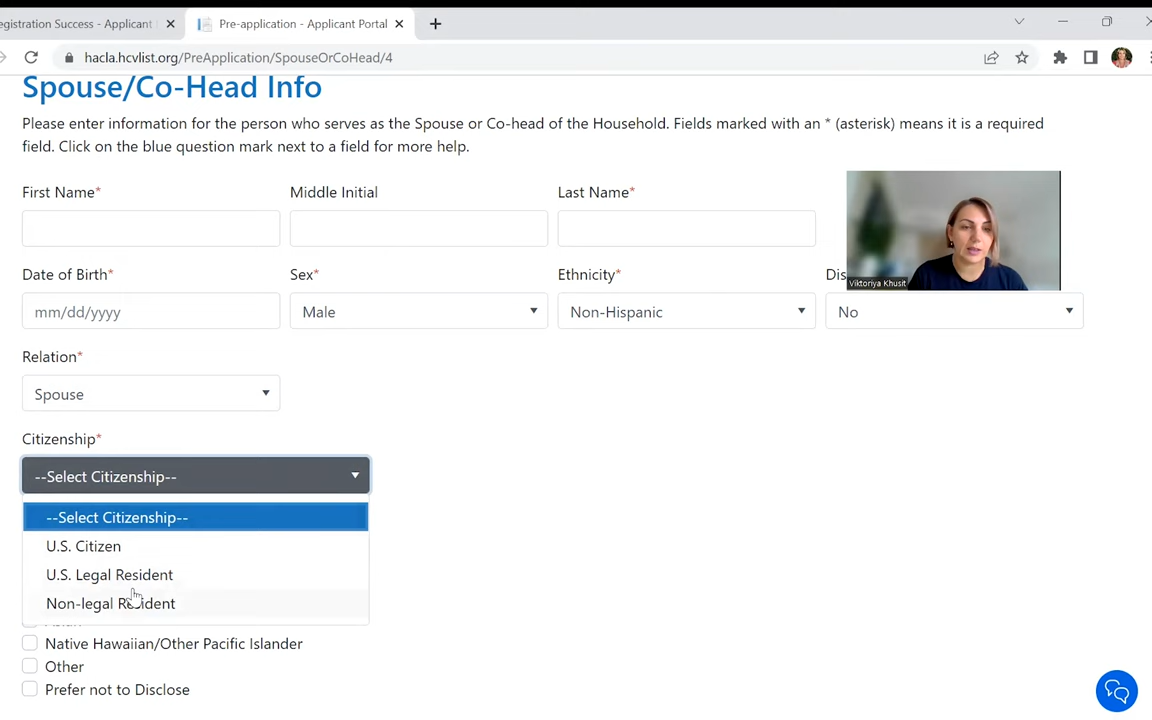 egistration Success - Applicant
Pre-application - Applicant Portal
hacla.hcvlist.org/PreApplication/SpouseOrCoHead/4
Spouse/Co-Head Info
Please enter information for the person who serves as the Spouse or Co-head of the Household. Fields marked with an * (asterisk) means it is a required
field. Click on the blue question mark next to a field for more help.
First Name*
Middle Initial
Last Name*
Date of Birth*
Sex*
Ethnicity*
Dis
Viktoriya Khusit
mm/dd/yyyy
Male
Non-Hispanic
No
Relation*
Spouse
Citizenship*
--Select Citizenship--
--Select Citizenship--
U.S. Citizen
U.S. Legal Resident
Non-legal Resident
Native Hawaiian/Other Pacific Islander
Other
Prefer not to Disclose